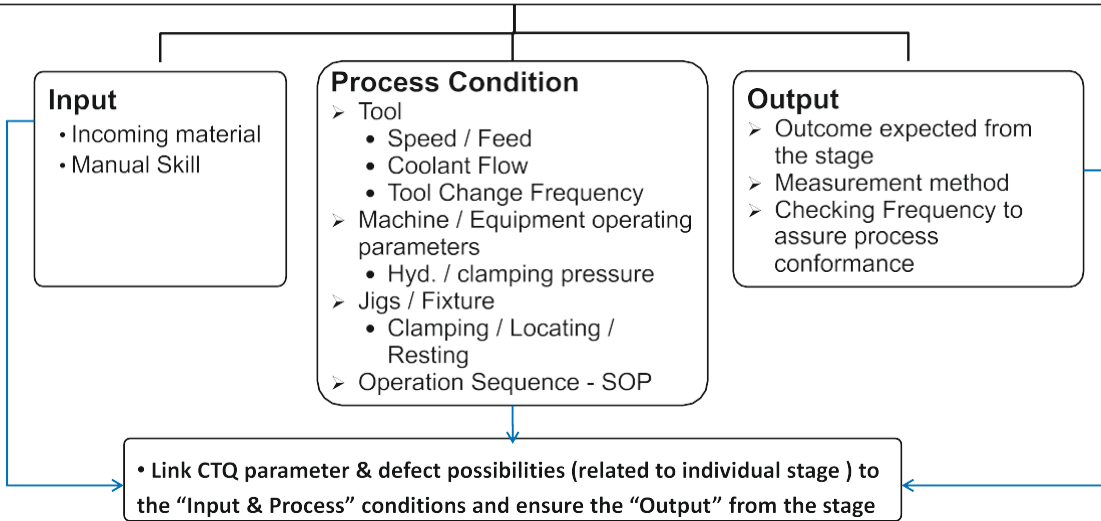 Input
• Incoming material
• Manual Skill
Process Condition
➢ Tool
• Speed / Feed
• Coolant Flow
• Tool Change Frequency
➢ Machine / Equipment operating
parameters
• Hyd. / clamping pressure
➢ Jigs / Fixture
• Clamping / Locating /
Resting
➢ Operation Sequence - SOP
Output
➢ Outcome expected from
the stage
➢ Measurement method
➢ Checking Frequency to
assure process
conformance
• Link CTQ parameter & defect possibilities (related to individual stage ) to
the “Input & Process” conditions and ensure the “Output” from the stage